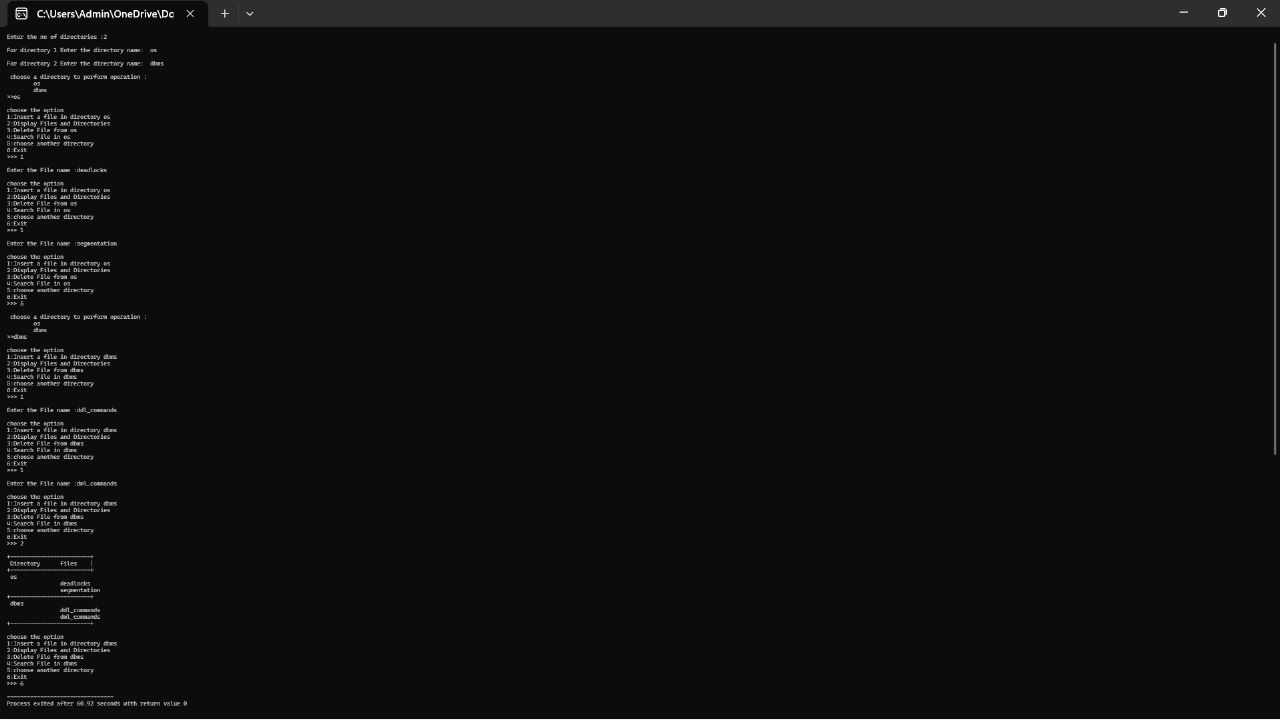 C:\Users\Admin\OneDrive\Dc
Enter the no of directories :2
For directory 1 Enter the directory name:  os
For directory 2 Enter the directory name:  dbms
choose a directory to perform operation :
os
dbms
>>os
choose the option
1:Insert a file in directory os
2:Display Files and Directories
3:Delete File from os
4:Search File in os
5:choose another directory
6:Exit
>>> 1
Enter the File name :deadlocks
choose the option
1:Insert a file in directory os
2:Display Files and Directories
3:Delete File from os
4:Search File in os
5:choose another directory
6:Exit
>>> 1
Enter the File name :segmentation
choose the option
1:Insert a file in directory os
2:Display Files and Directories
3:Delete File from os
4:Search File in os
5:choose another directory
6:Exit
>>> 5
choose a directory to perform operation :
os
dbms
>>dbms
choose the option
1:Insert a file in directory dbms
2:Display Files and Directories
3:Delete File from dbms
4:Search File in dbms
5:choose another directory
6:Exit
>>> 1
Enter the File name :ddl_commands
choose the option
1:Insert a file in directory dbms
2:Display Files and Directories
3:Delete File from dbms
4:Search File in dbms
5:choose another directory
6:Exit
>>> 1
Enter the File name :dml_commands
choose the option
1:Insert a file in directory dbms
2:Display Files and Directories
3:Delete File from dbms
4:Search File in dbms
5:choose another directory
6:Exit
>>> 2
+------------------------+
Directory      files    |
+------------------------+
os
deadlocks
segmentation
+------------------------+
dbms
ddl_commands
dml_commands
+------------------------+
choose the option
1:Insert a file in directory dbms
2:Display Files and Directories
3:Delete File from dbms
4:Search File in dbms
5:choose another directory
6:Exit
>>> 6
--------------------------------
Process exited after 60.92 seconds with return value 0